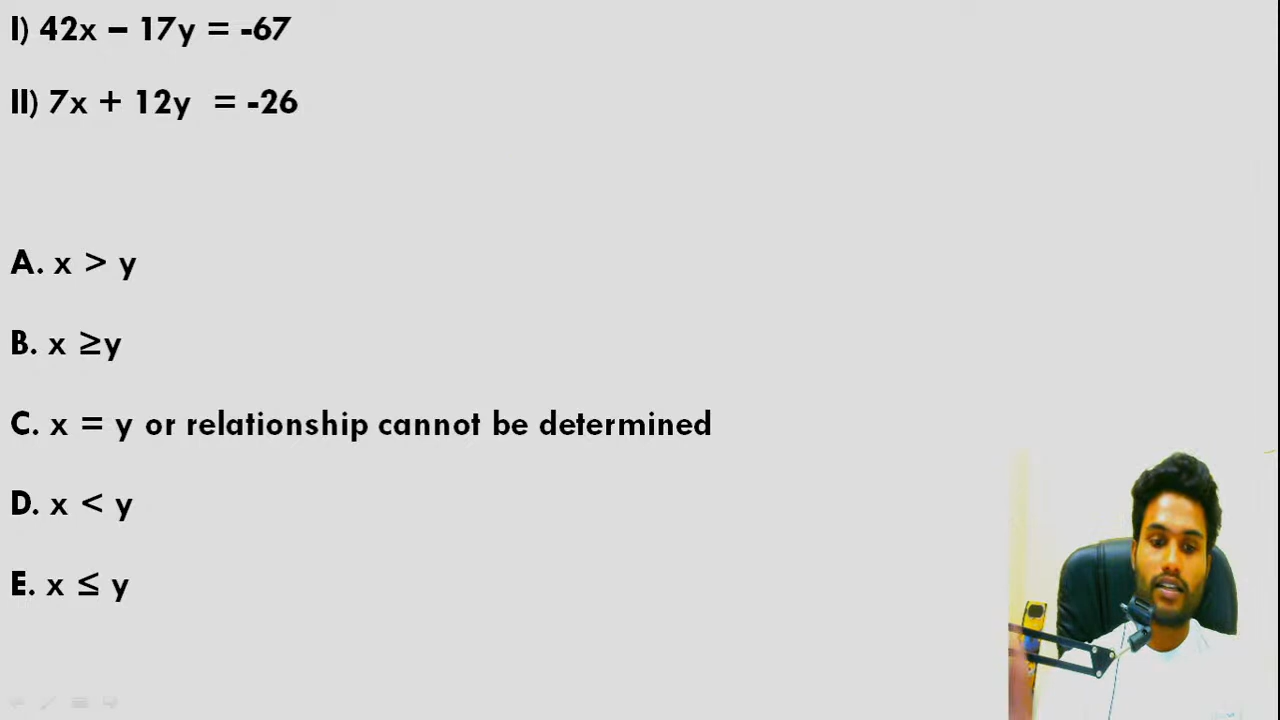 I) 42x – 17y = -67
II) 7x + 12y = -26
A. x > y
B. x ≥y
C. x = y or relationship cannot be determined
D. x < y
E. x ≤ y